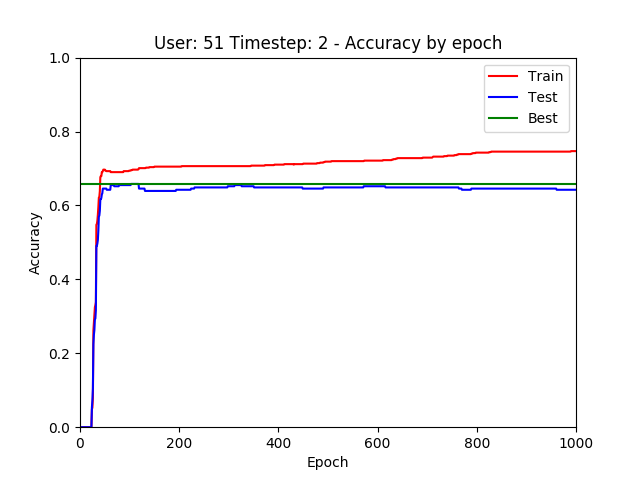 User: 51 Timestep: 2 - Accuracy by epoch
1.0
0.8
0.6
0.4
0.2
0.0
Accuracy
Train
Test
Best
0 200 400 600 800 1000
Epoch